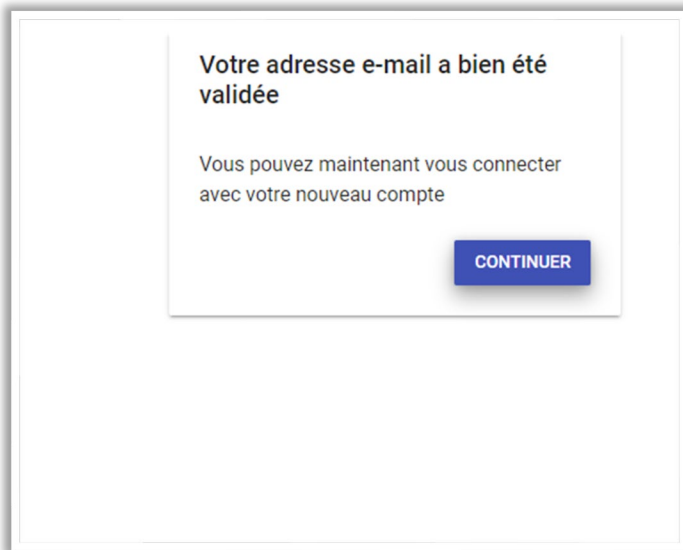 Votre adresse e-mail a bien été
validée
Vous pouvez maintenant vous connecter
avec votre nouveau compte
CONTINUER